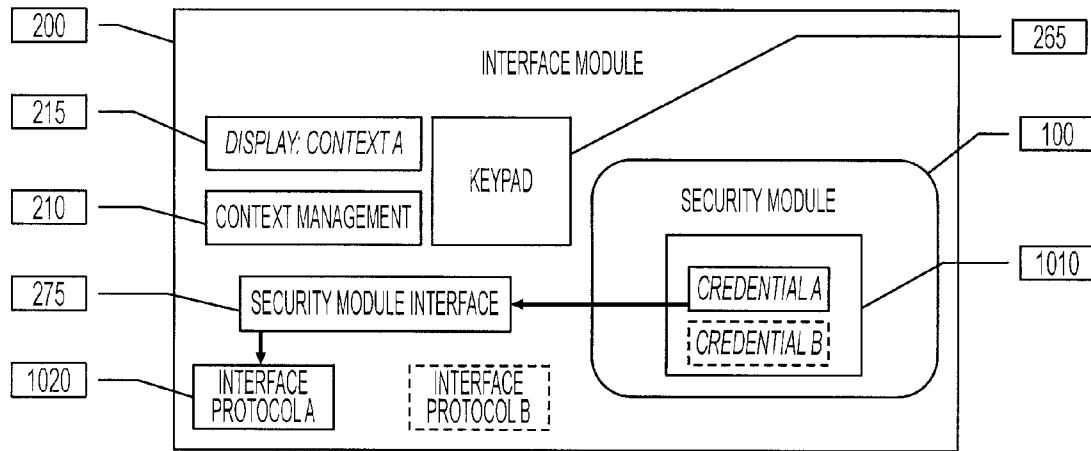 200
INTERFACE MODULE
265
215
DISPLAY: CONTEXT A
KEYPAD
100
210
CONTEXT MANAGEMENT
SECURITY MODULE
275
SECURITY MODULE INTERFACE
CREDENTIAL A
1010
CREDENTIAL B
1020
INTERFACE
PROTOCOL A
INTERFACE
PROTOCOL B